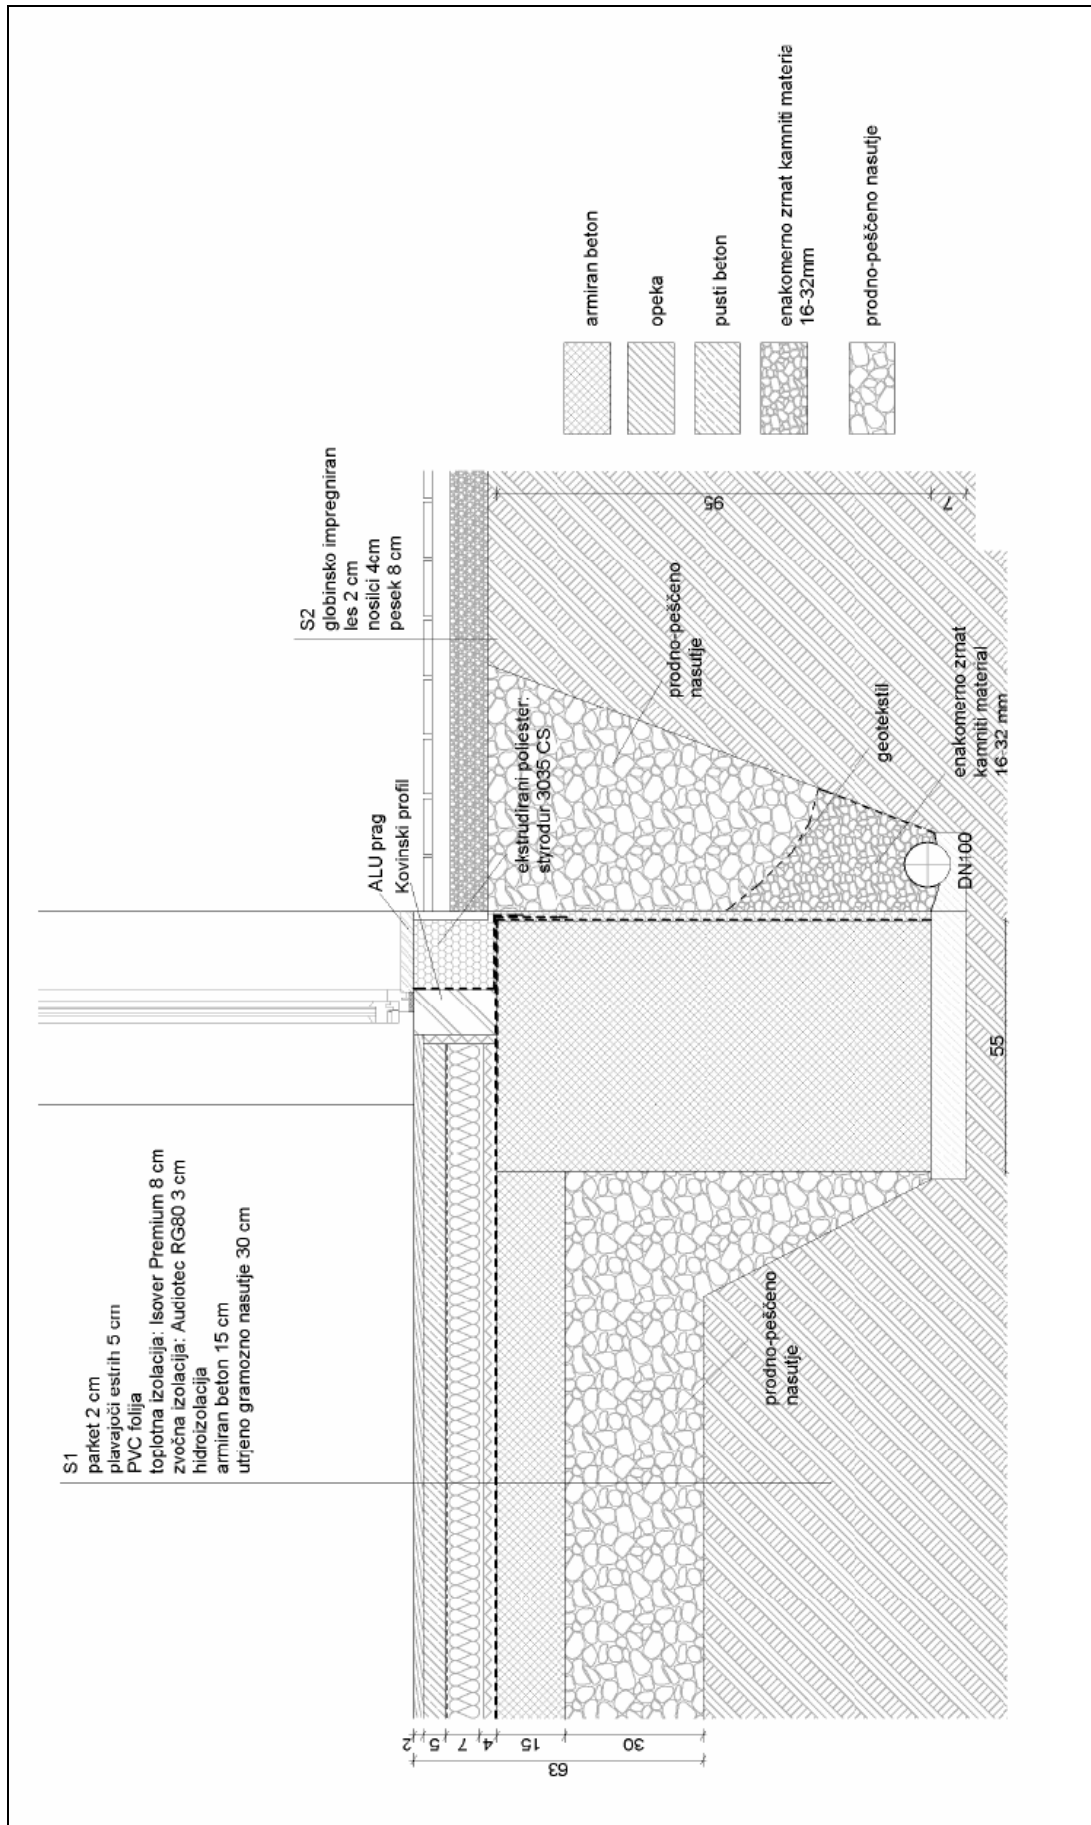 S1
parket 2 cm
plavajoči estrih 5 cm
PVC folija
toplotna izolacija: Isover Premium 8 cm
zvočna izolacija: Audiotec RG80 3 cm
hidroizolacija
armiran beton 15 cm
utrjeno gramozno nasutje 30 cm
ALU prag
Kovinski profil
S2
globinsko impregniran
les 2 cm
nosilci 4cm
pesek 8 cm
ekstrudirani poliester:
styrodur 3035 CS
prodno-peščeno
nasutje
geotekstil
enakomerno zrnat
kamniti material
16-32 mm
DN100
prodno-peščeno
nasutje
2
5
7
4
15
30
63
55
95
7
armiran beton
opeka
pusti beton
enakomerno zrnat kamniti materia
16-32mm
prodno-peščeno nasutje